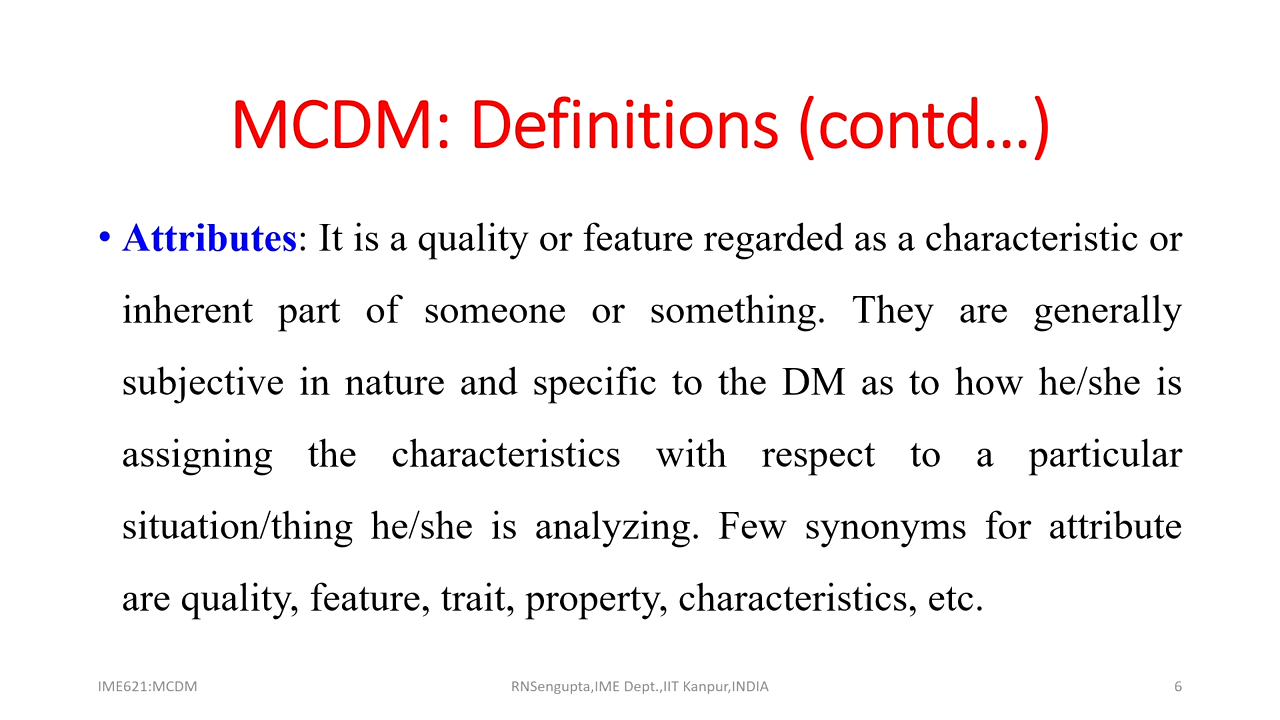 MCDM: Definitions (contd…)
• Attributes: It is a quality or feature regarded as a characteristic or
inherent part of someone or something. They are generally
subjective in nature and specific to the DM as to how he/she is
assigning the characteristics with respect to a particular
situation/thing he/she is analyzing. Few synonyms for attribute
are quality, feature, trait, property, characteristics, etc.
IME621:MCDM
RNSengupta,IME Dept.,IIT Kanpur,INDIA
6